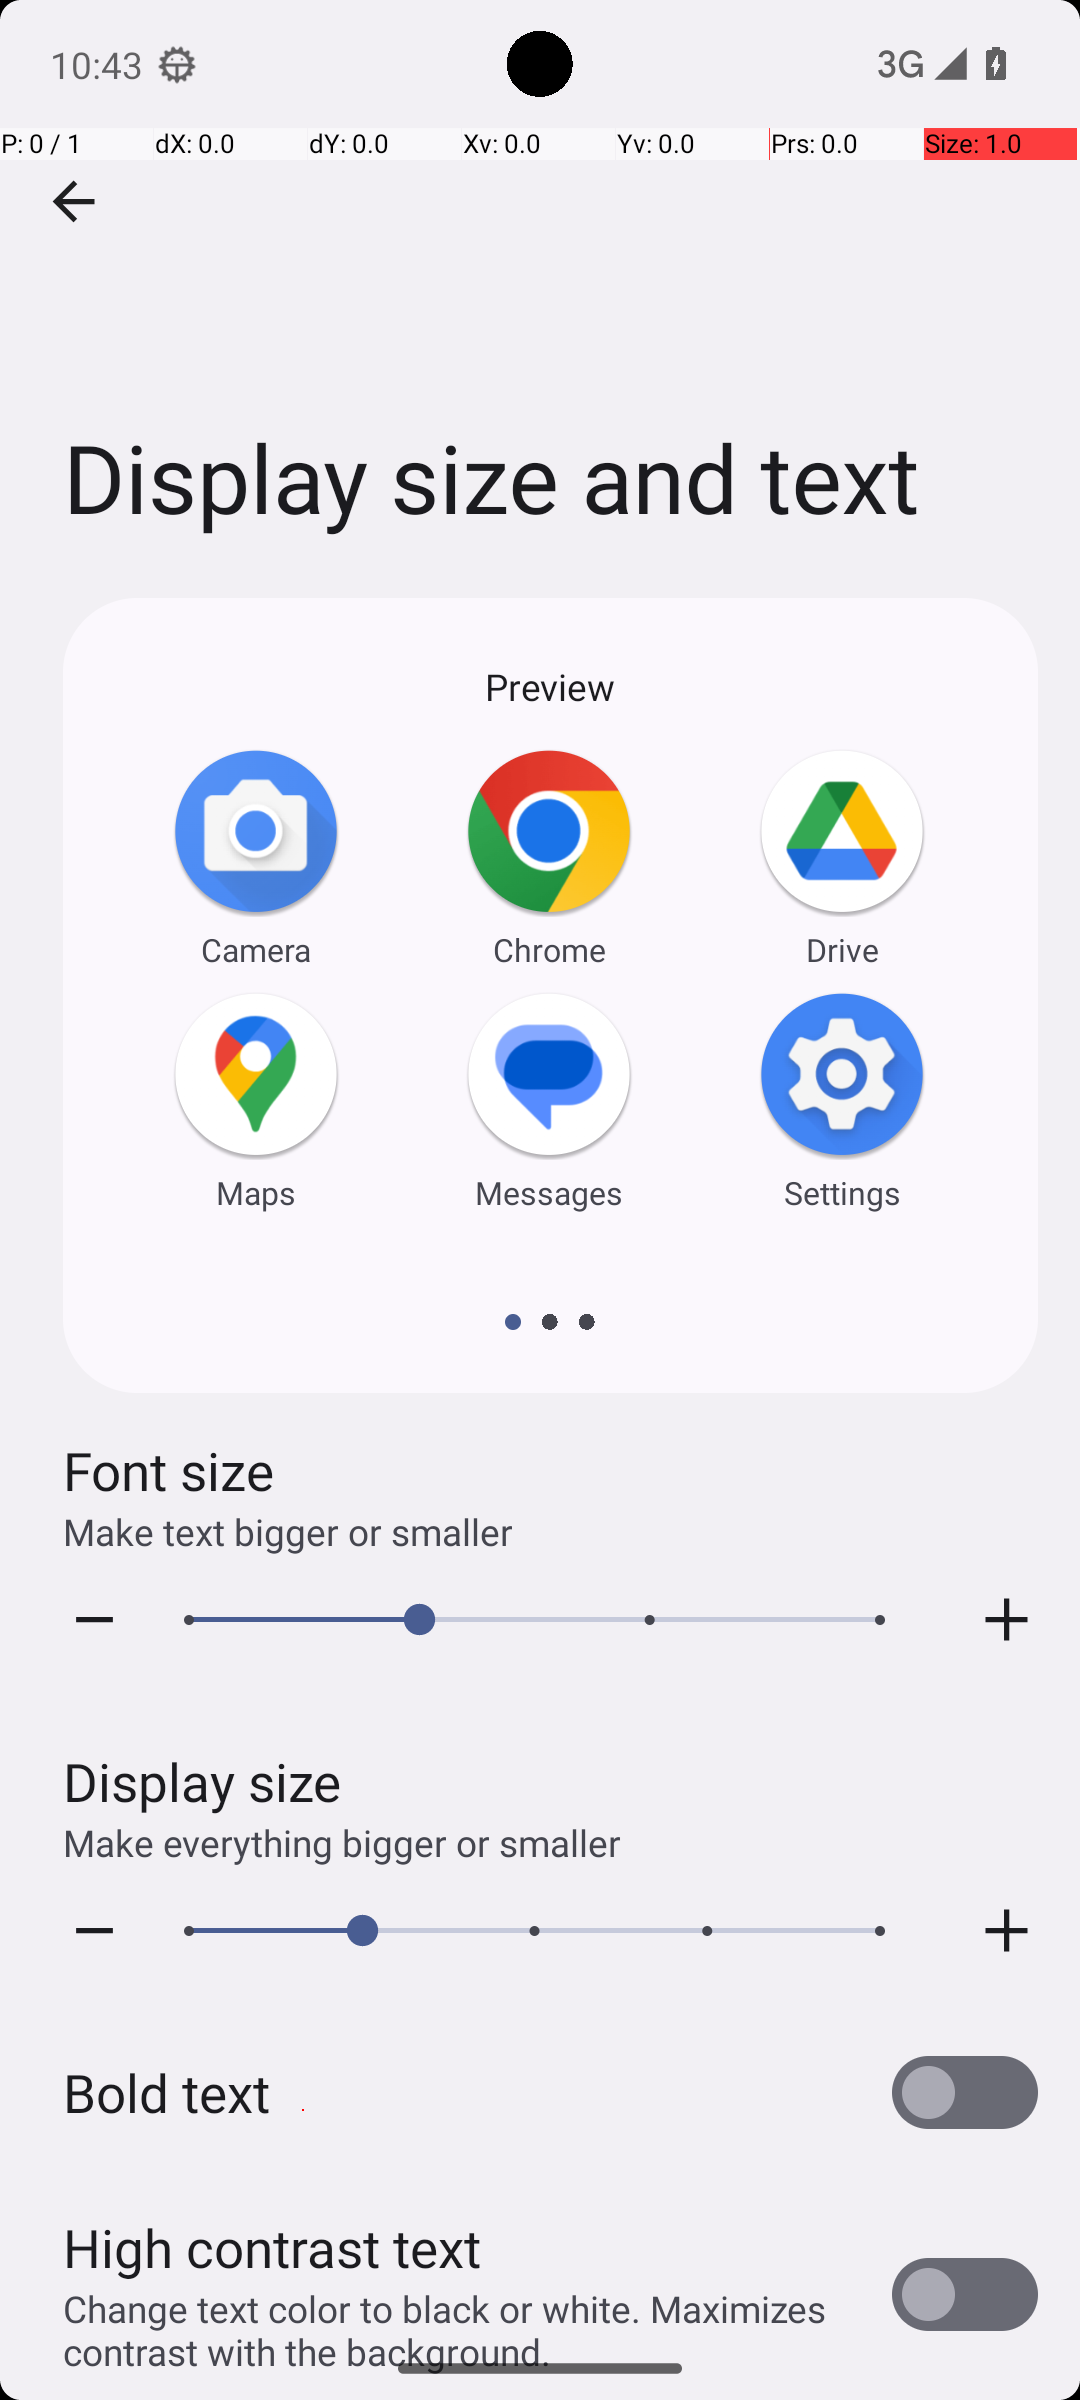 10:43
3G
P: 0 / 1 dX: 0.0 dY: 0.0 Xv: 0.0 Yv: 0.0 Prs: 0.0 Size: 1.0
Display size and text
Preview
Camera Chrome Drive
Maps Messages Settings
Font size
Make text bigger or smaller
Display size
Make everything bigger or smaller
Bold text
High contrast text
Change text color to black or white. Maximizes
contrast with the background.